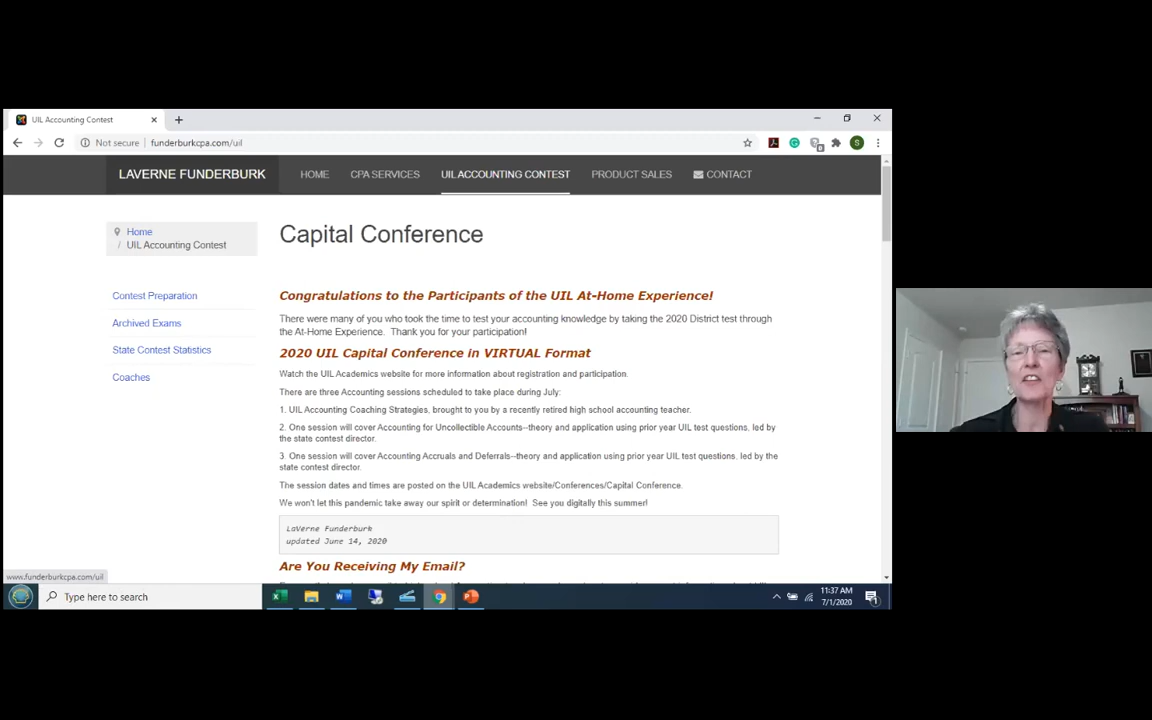 UIL Accounting Contest
Not secure | funderburkcpa.com/uil
S
LAVERNE FUNDERBURK
HOME
CPA SERVICES
UIL ACCOUNTING CONTEST
PRODUCT SALES
CONTACT
Home
/ UIL Accounting Contest
Contest Preparation
Archived Exams
State Contest Statistics
Coaches
Capital Conference
Congratulations to the Participants of the UIL At-Home Experience!
There were many of you who took the time to test your accounting knowledge by taking the 2020 District test through
the At-Home Experience. Thank you for your participation!
2020 UIL Capital Conference in VIRTUAL Format
Watch the UIL Academics website for more information about registration and participation.
There are three Accounting sessions scheduled to take place during July:
1. UIL Accounting Coaching Strategies, brought to you by a recently retired high school accounting teacher.
2. One session will cover Accounting for Uncollectible Accounts--theory and application using prior year UIL test questions, led by
the state contest director.
3. One session will cover Accounting Accruals and Deferrals--theory and application using prior year UIL test questions, led by the
state contest director.
The session dates and times are posted on the UIL Academics website/Conferences/Capital Conference.
We won't let this pandemic take away our spirit or determination! See you digitally this summer!
LaVerne Funderburk
updated June 14, 2020
Are You Receiving My Email?
www.funderburkcpa.com/uil
Type here to search
11:37 AM
7/1/2020